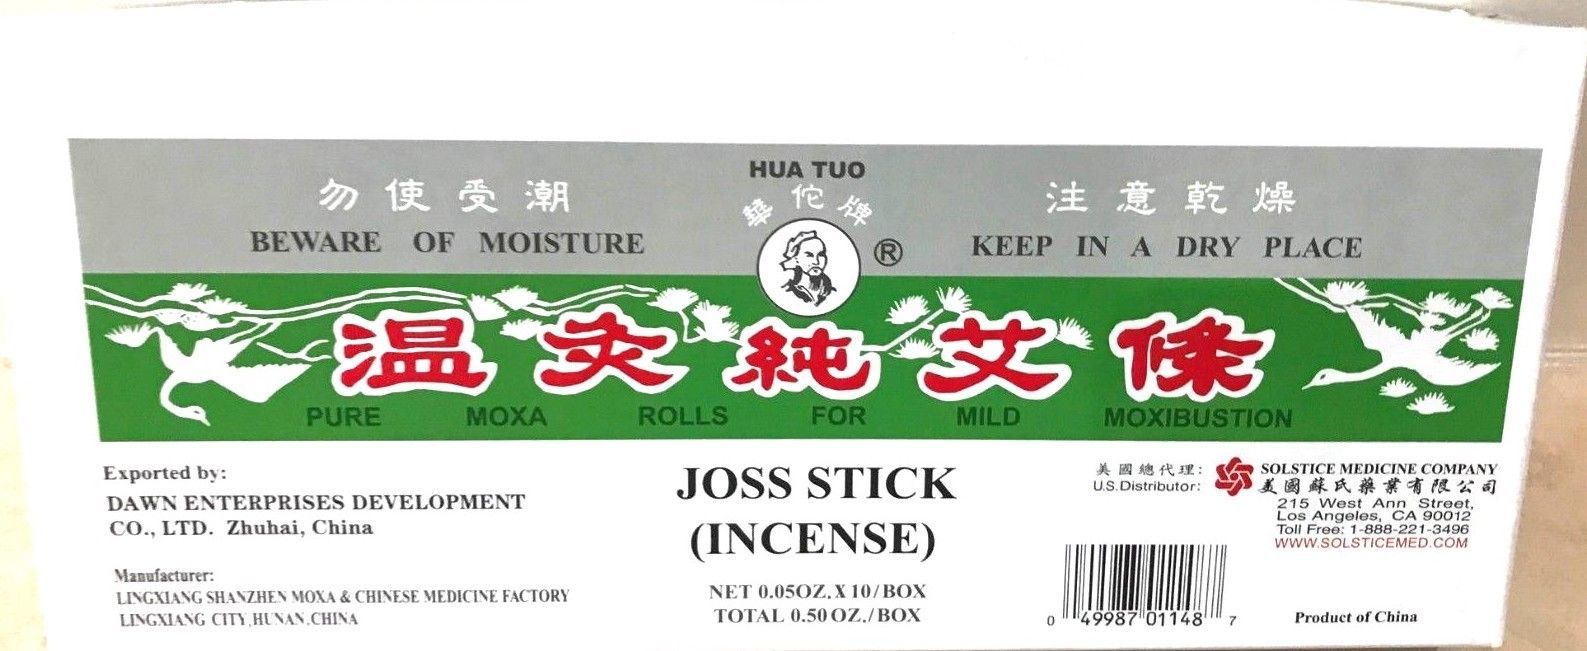 HUA TUO
華佗牌
®
勿使受潮
BEWARE OF MOISTURE
注意乾燥
KEEP IN A DRY PLACE
温灸純艾條
PURE MOXA ROLLS FOR MILD MOXIBUSTION
Exported by:
DAWN ENTERPRISES DEVELOPMENT
CO., LTD. Zhuhai, China
Manufacturer:
LINGXIANG SHANZHEN MOXA & CHINESE MEDICINE FACTORY
LINGXIANG CITY,HUNAN,CHINA
JOSS STICK
(INCENSE)
NET 0.05OZ. X 10/BOX
TOTAL 0.50 OZ./BOX
美國總代理:
U.S.Distributor:
SOLSTICE MEDICINE COMPANY
美國蘇氏藥業有限公司
215 West Ann Street,
Los Angeles, CA 90012
Toll Free: 1-888-221-3496
WWW.SOLSTICEMED.COM
0 49987 01148 7
Product of China